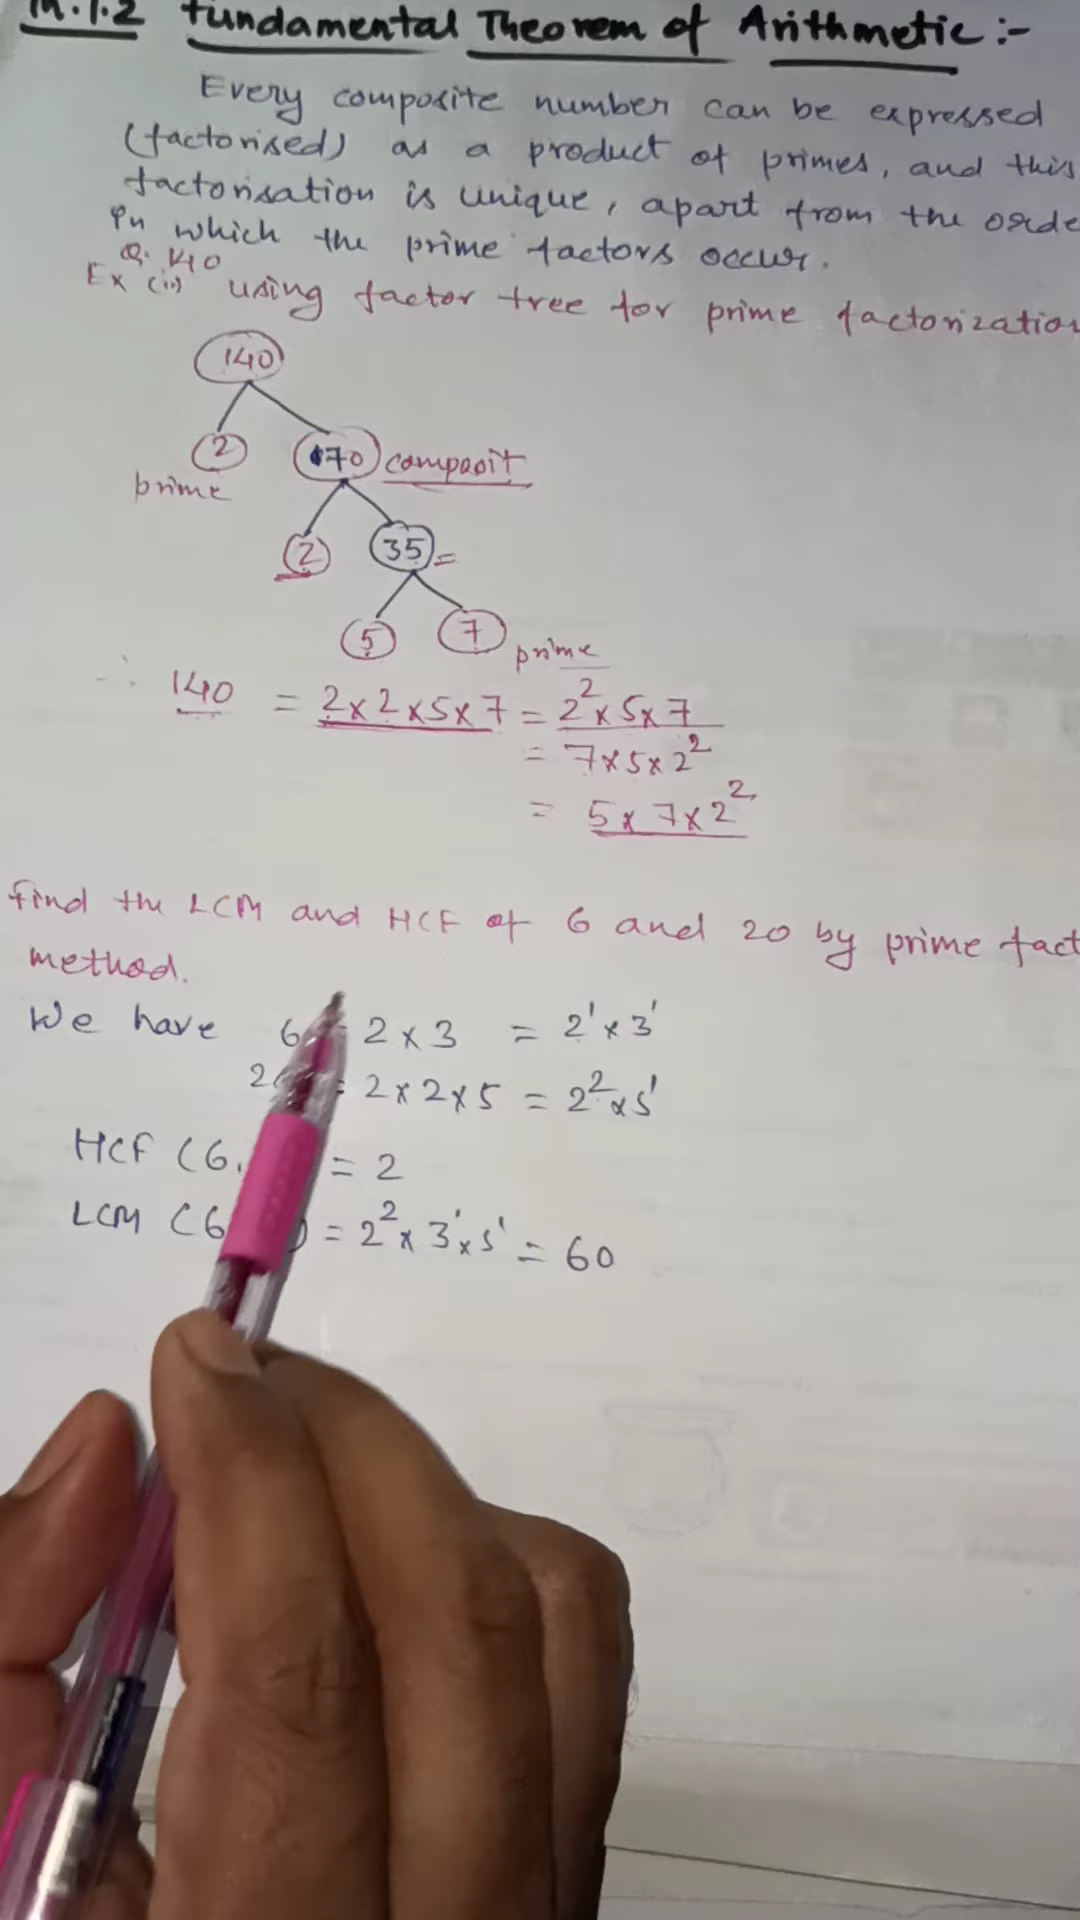 1.2 Fundamental Theorem of Arithmetic :-
Every composite number can be expressed
(factorised) as a product of primes, and this
factorisation is unique, apart from the orde
in which the prime factors occur.
Q. 140
Ex (ii) using factor tree for prime factorization
140
2 70 composit
prime
2 35 =
5 7 prime
∴ 140 = 2×2×5×7 = 2²×5×7
= 7×5×2²
= 5×7×2²
find the LCM and HCF of 6 and 20 by prime fact
method.
We have 6 = 2×3 = 2¹×3¹
2 = 2×2×5 = 2²×5¹
HCF (6, = 2
LCM (6 ) = 2²×3¹×5¹ = 60